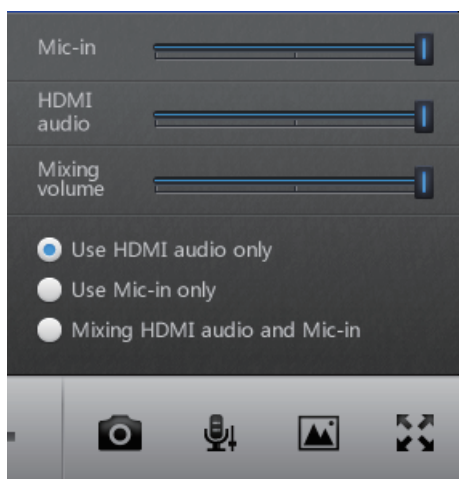 Mic-in
HDMI
audio
Mixing
volume
Use HDMI audio only
Use Mic-in only
Mixing HDMI audio and Mic-in